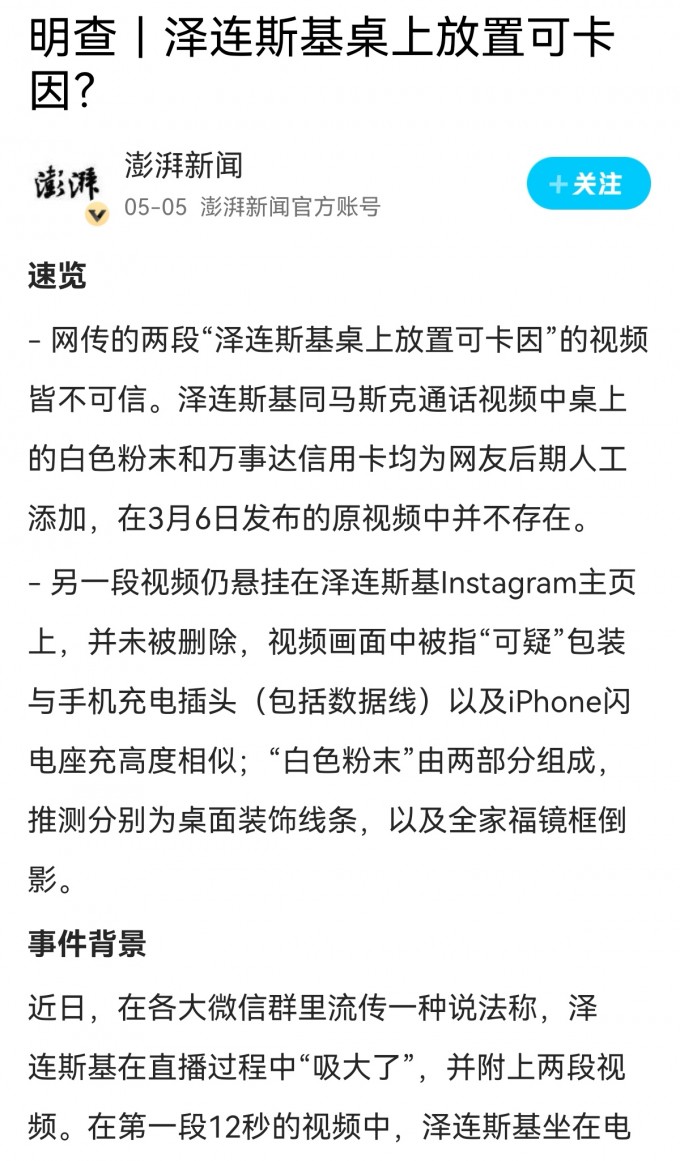 明查｜泽连斯基桌上放置可卡
因？
澎湃
澎湃新闻
05-05 澎湃新闻官方账号
+关注
速览
- 网传的两段“泽连斯基桌上放置可卡因”的视频
皆不可信。泽连斯基同马斯克通话视频中桌上
的白色粉末和万事达信用卡均为网友后期人工
添加，在3月6日发布的原视频中并不存在。
- 另一段视频仍悬挂在泽连斯基Instagram主页
上，并未被删除，视频画面中被指“可疑”包装
与手机充电插头（包括数据线）以及iPhone闪
电座充高度相似；“白色粉末”由两部分组成，
推测分别为桌面装饰线条，以及全家福镜框倒
影。
事件背景
近日，在各大微信群里流传一种说法称，泽
连斯基在直播过程中“吸大了”，并附上两段视
频。在第一段12秒的视频中，泽连斯基坐在电